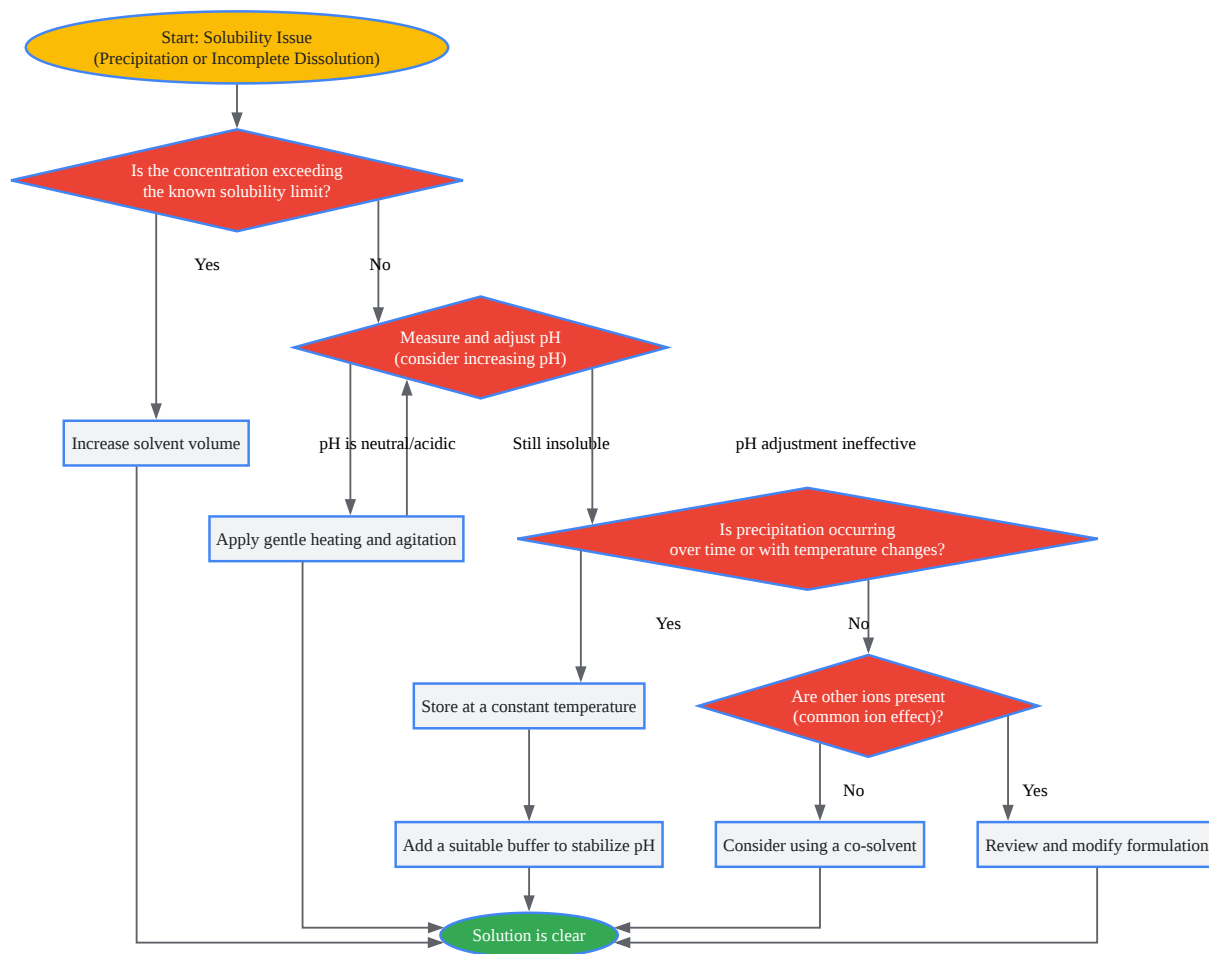 Start: Solubility Issue
(Precipitation or Incomplete Dissolution)
Is the concentration exceeding
the known solubility limit?
Yes
No
Measure and adjust pH
(consider increasing pH)
Increase solvent volume
pH is neutral/acidic
Still insoluble
pH adjustment ineffective
Apply gentle heating and agitation
Is precipitation occurring
over time or with temperature changes?
Yes
No
Store at a constant temperature
Are other ions present
(common ion effect)?
No
Yes
Add a suitable buffer to stabilize pH
Consider using a co-solvent
Review and modify formulation
Solution is clear